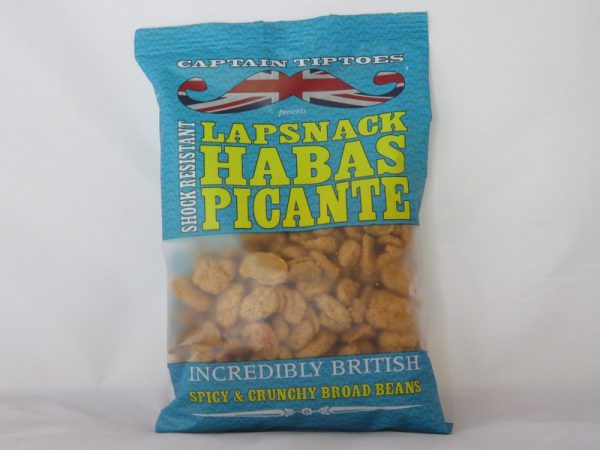 CAPTAIN TIPTOES
presents
SHOCK RESISTANT
LAPSNACK
HABAS
PICANTE
INCREDIBLY BRITISH
SPICY & CRUNCHY BROAD BEANS